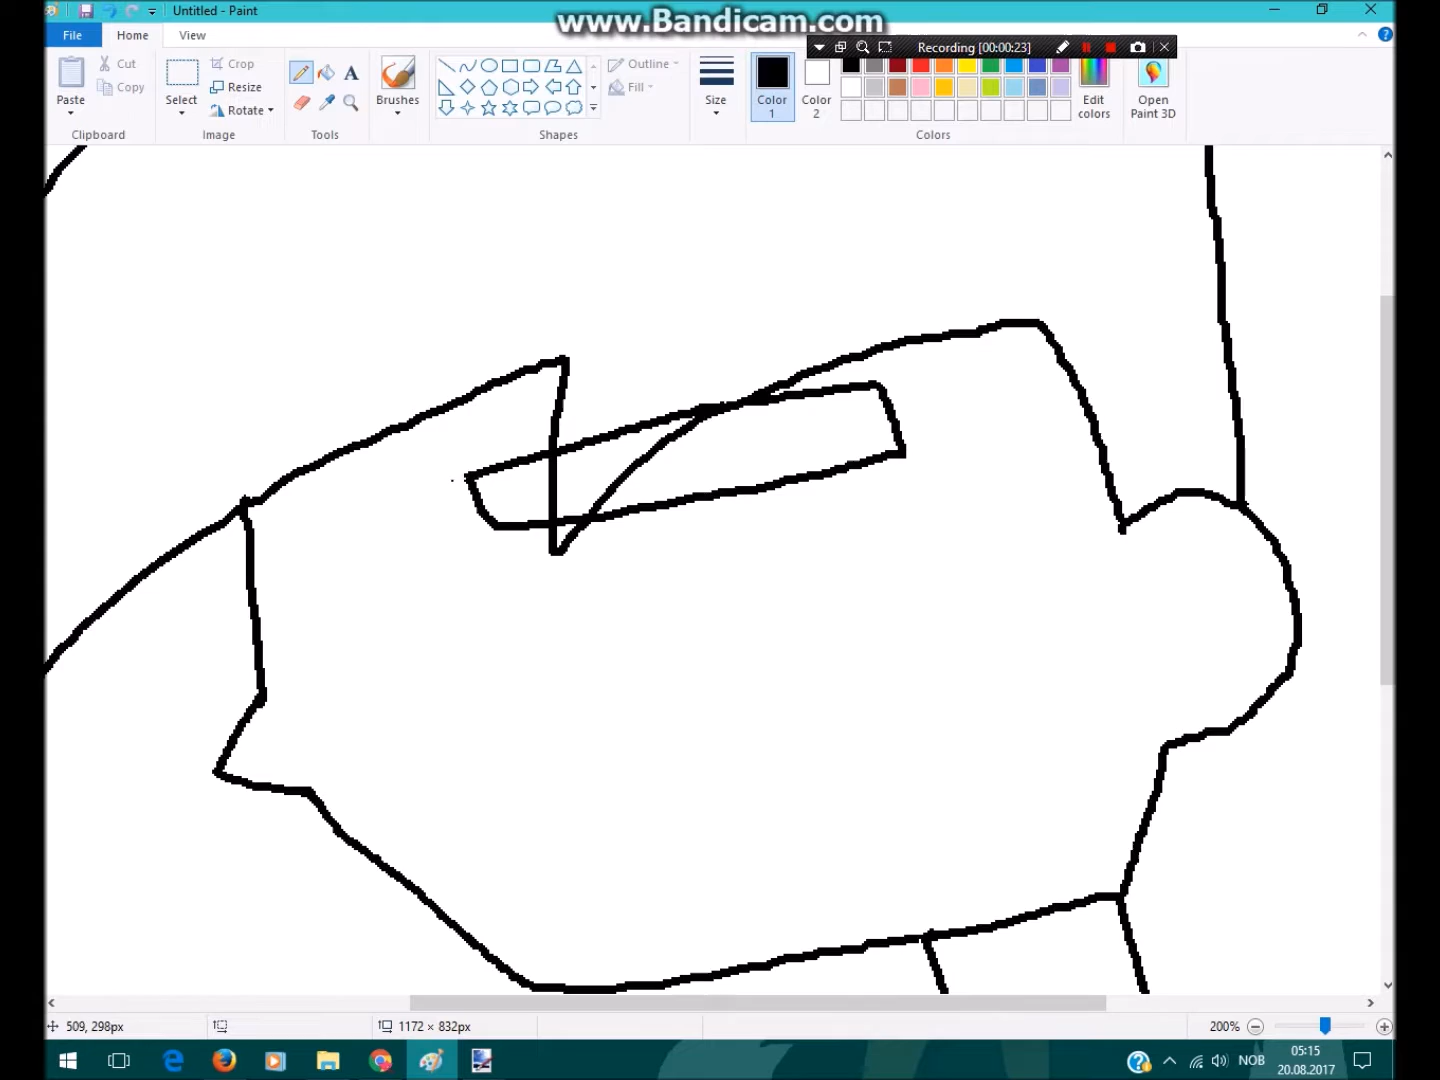 Untitled - Paint
www.Bandicam.com
File
Home
View
Recording [00:00:23]
Paste
Cut
Copy
Clipboard
Select
Crop
Resize
Rotate
Image
A
Tools
Brushes
Outline
Fill
Shapes
Size
Color
1
Color
2
Colors
Edit
colors
Open
Paint 3D
509, 298px
1172 × 832px
200%
NOB
05:15
20.08.2017